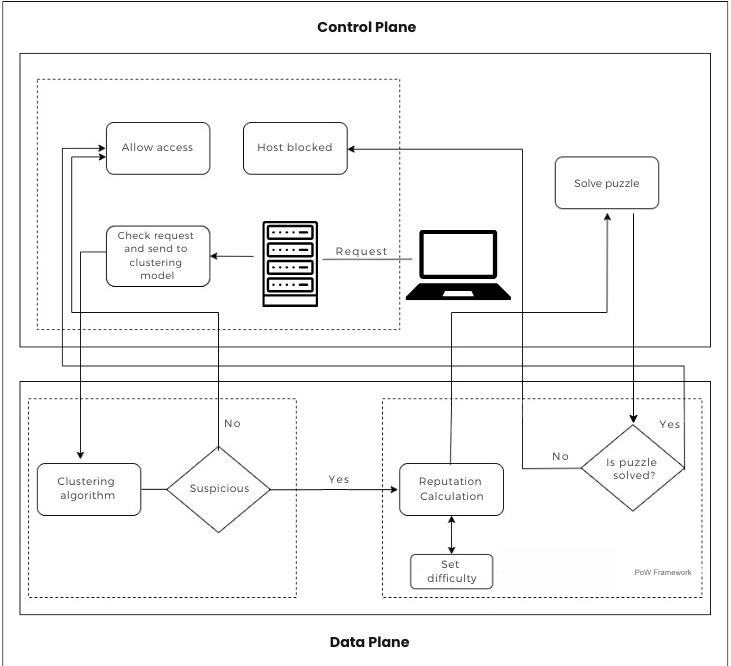 Control Plane
Allow access
Host blocked
Solve puzzle
Check request
and send to
clustering
model
Request
No
Yes
Clustering
algorithm
Suspicious
Yes
Reputation
Calculation
No
Is puzzle
solved?
Set
difficulty
PoW Framework
Data Plane